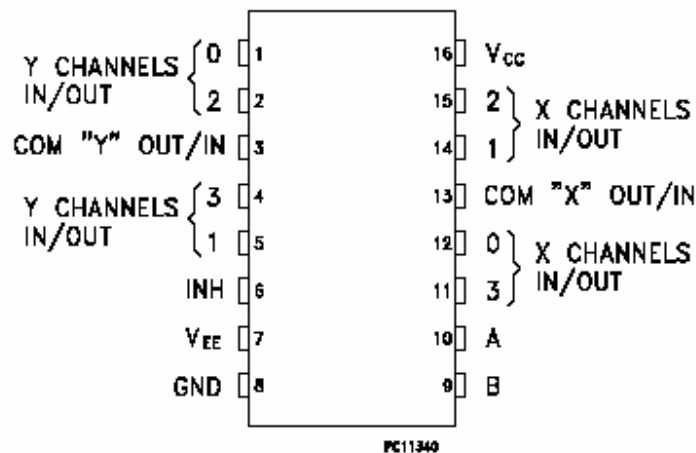 0 1 16 VCC
Y CHANNELS
IN/OUT
2 2 15 2
X CHANNELS
IN/OUT
COM "Y" OUT/IN 3 14 1
3 4 13 COM "X" OUT/IN
Y CHANNELS
IN/OUT
1 5 12 0
X CHANNELS
IN/OUT
INH 6 11 3
VEE 7 10 A
GND 8 9 B
PC11340